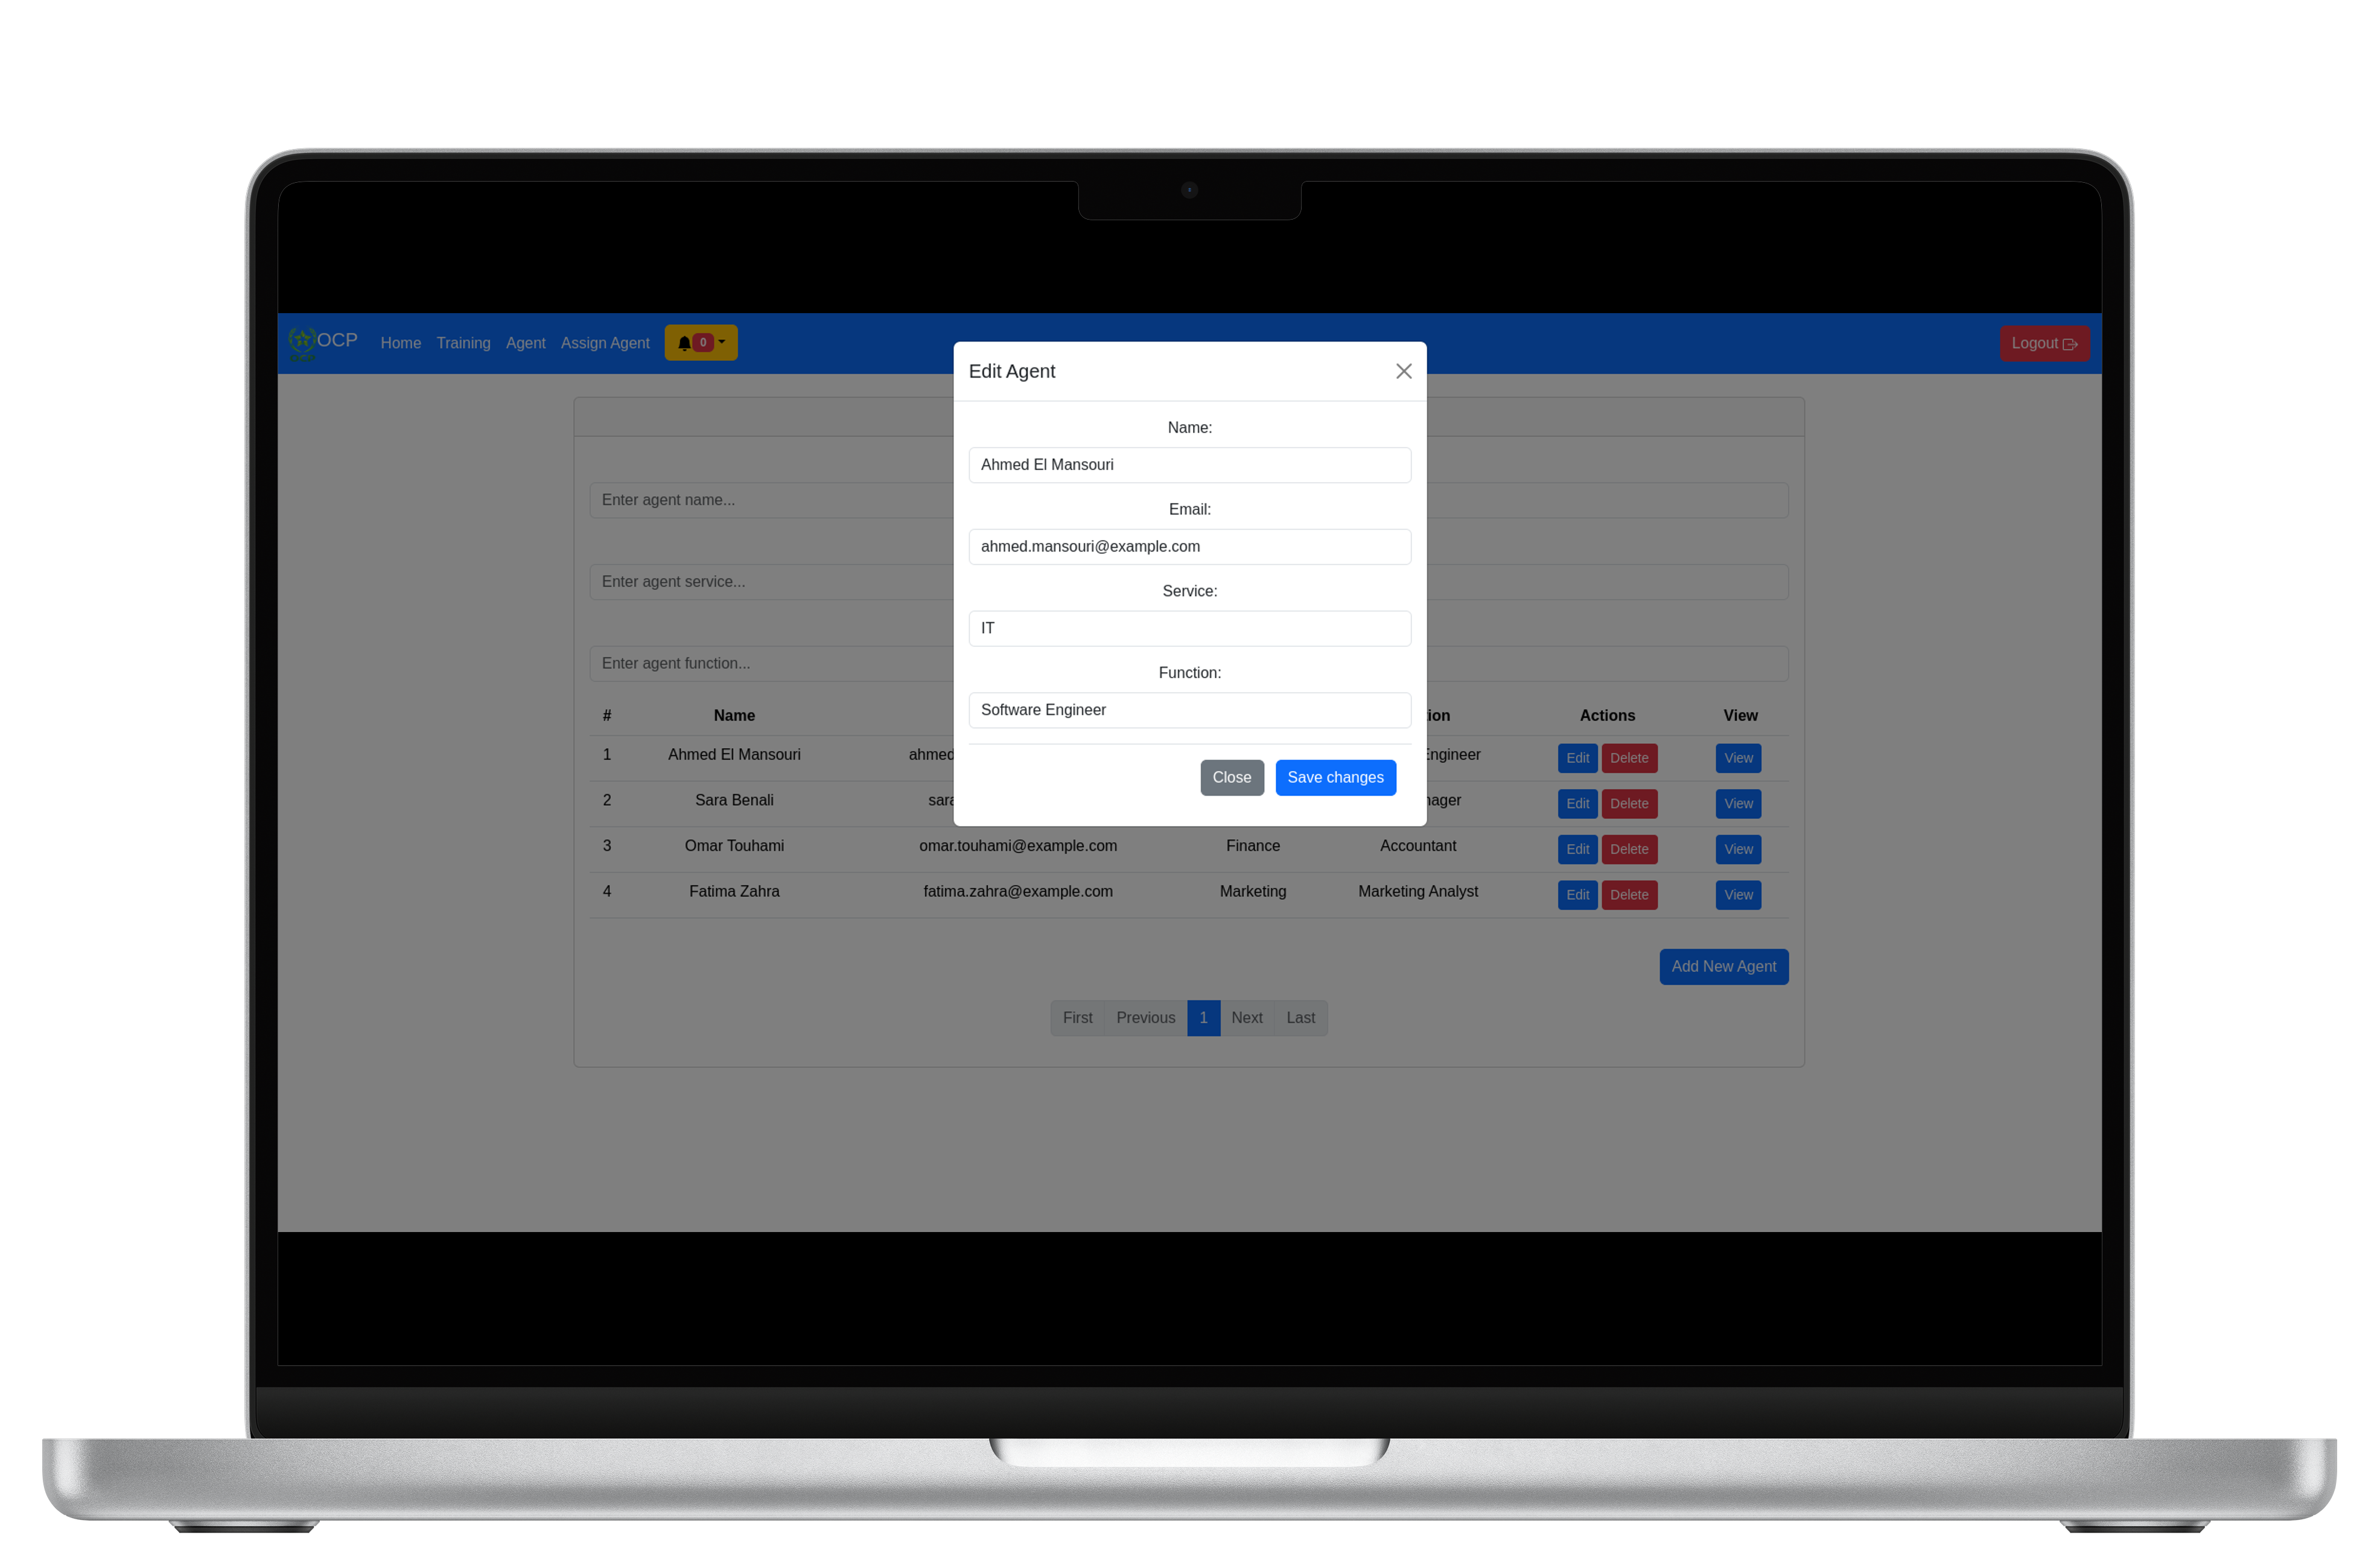 OCP Home Training Agent Assign Agent 0 Logout
Edit Agent
Name:
Ahmed El Mansouri
Email:
ahmed.mansouri@example.com
Service:
IT
Function:
Software Engineer
Close Save changes
Enter agent name...
Enter agent service...
Enter agent function...
# Name Actions View
1 Ahmed El Mansouri ahmed Engineer Edit Delete View
2 Sara Benali sara Edit Delete View
3 Omar Touhami omar.touhami@example.com Finance Accountant Edit Delete View
4 Fatima Zahra fatima.zahra@example.com Marketing Marketing Analyst Edit Delete View
Add New Agent
First Previous 1 Next Last